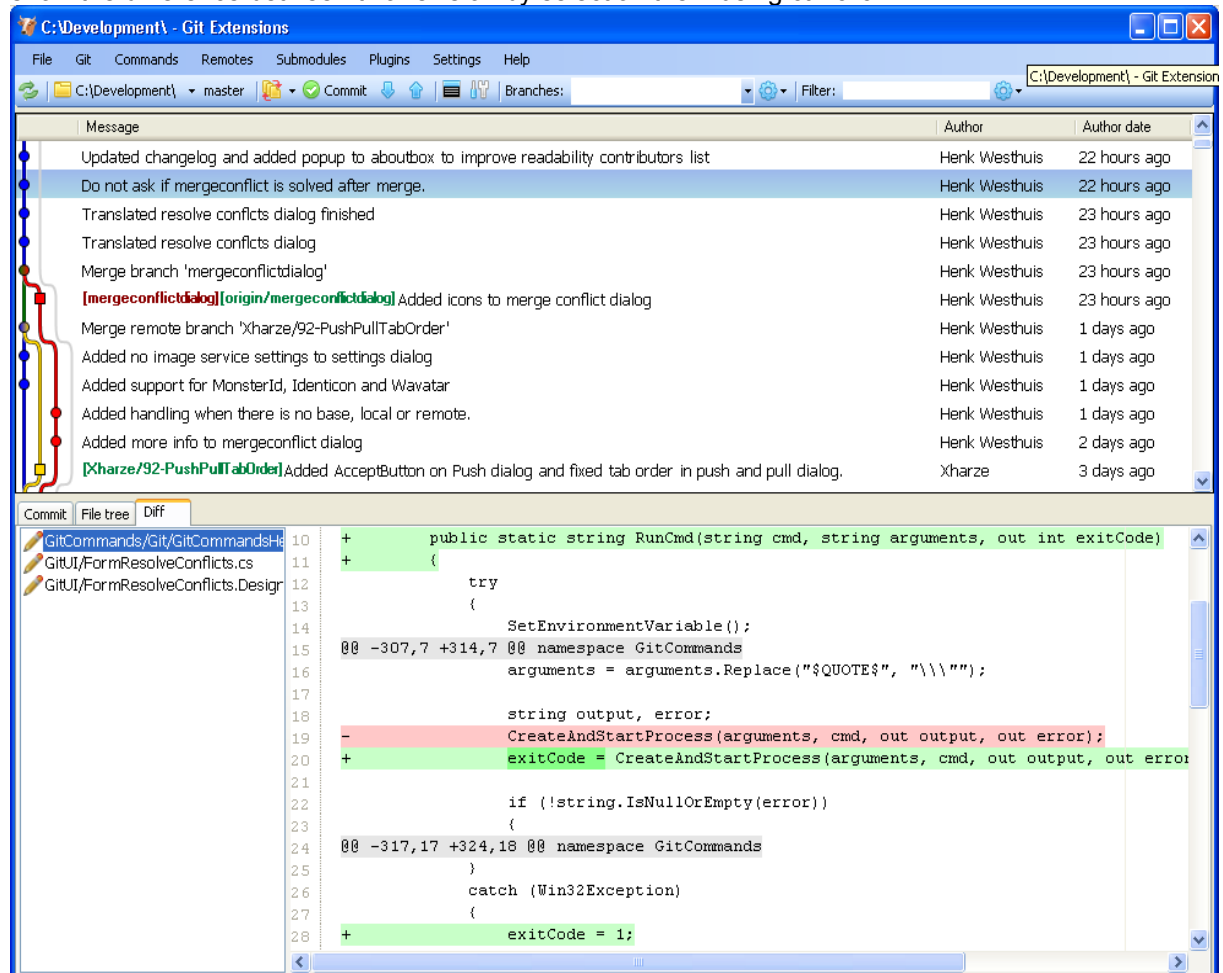 C:\Development\ - Git Extensions
File Git Commands Remotes Submodules Plugins Settings Help
C:\Development\ - Git Extension
C:\Development\ master Commit Branches: Filter:
Message Author Author date
Updated changelog and added popup to aboutbox to improve readability contributors list Henk Westhuis 22 hours ago
Do not ask if mergeconflict is solved after merge. Henk Westhuis 22 hours ago
Translated resolve conflcts dialog finished Henk Westhuis 23 hours ago
Translated resolve conflcts dialog Henk Westhuis 23 hours ago
Merge branch 'mergeconflictdialog' Henk Westhuis 23 hours ago
[mergeconflictdialog][origin/mergeconflictdialog] Added icons to merge conflict dialog Henk Westhuis 23 hours ago
Merge remote branch 'Xharze/92-PushPullTabOrder' Henk Westhuis 1 days ago
Added no image service settings to settings dialog Henk Westhuis 1 days ago
Added support for MonsterId, Identicon and Wavatar Henk Westhuis 1 days ago
Added handling when there is no base, local or remote. Henk Westhuis 1 days ago
Added more info to mergeconflict dialog Henk Westhuis 2 days ago
[Xharze/92-PushPullTabOrder] Added AcceptButton on Push dialog and fixed tab order in push and pull dialog. Xharze 3 days ago
Commit File tree Diff
GitCommands/Git/GitCommandsHe
GitUI/FormResolveConflicts.cs
GitUI/FormResolveConflicts.Design
10 + public static string RunCmd(string cmd, string arguments, out int exitCode)
11 + {
12 try
13 {
14 SetEnvironmentVariable();
15 @@ -307,7 +314,7 @@ namespace GitCommands
16 arguments = arguments.Replace("$QUOTE$", "\\\"");
17
18 string output, error;
19 - CreateAndStartProcess(arguments, cmd, out output, out error);
20 + exitCode = CreateAndStartProcess(arguments, cmd, out output, out error
21
22 if (!string.IsNullOrEmpty(error))
23 {
24 @@ -317,17 +324,18 @@ namespace GitCommands
25 }
26 catch (Win32Exception)
27 {
28 + exitCode = 1;